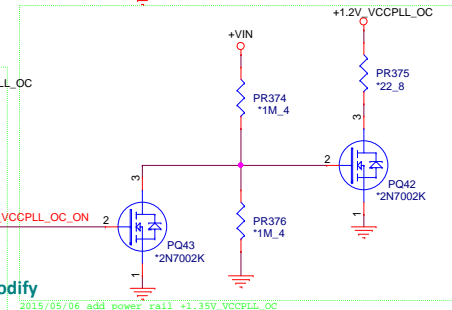 +1.2V_VCCPLL_OC
+VIN
LL_OC
PR374
*1M_4
PR375
*22_8
3
2
PQ42
*2N7002K
1
3
VCCPLL_OC_ON
2
PQ43
*2N7002K
1
PR376
*1M_4
odify
2015/05/06 add power rail +1.35V_VCCPLL_OC